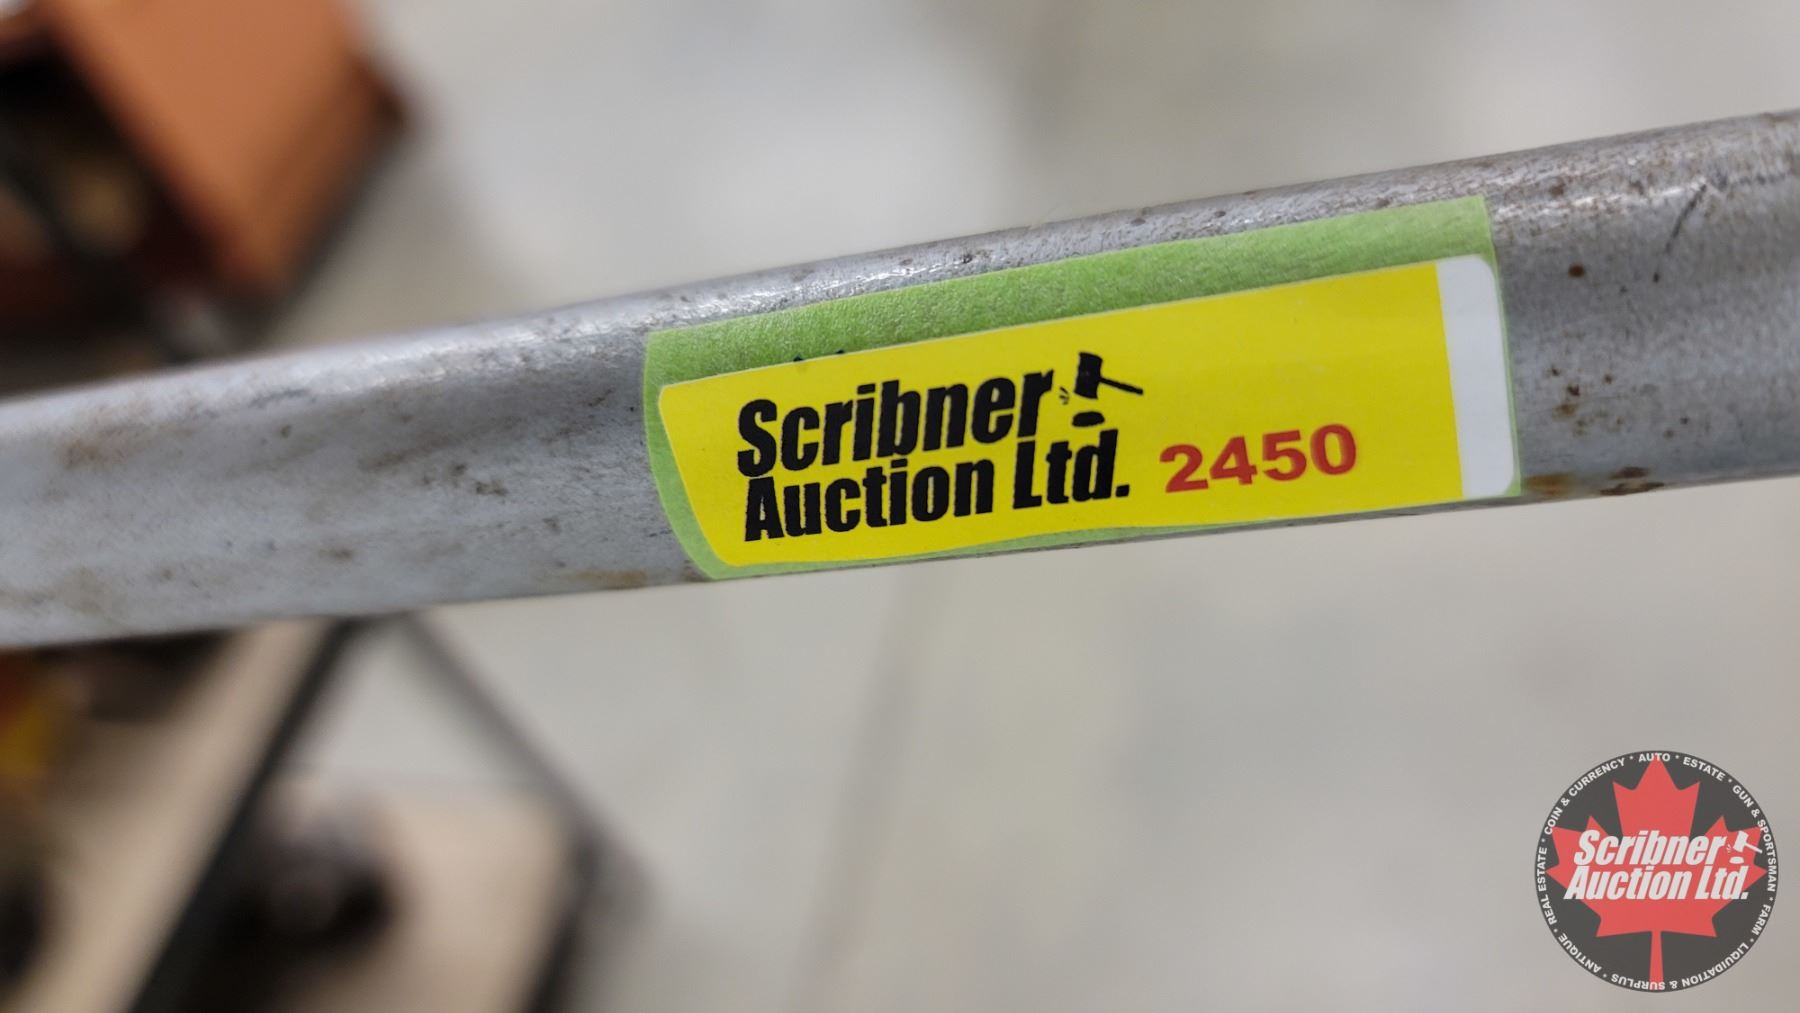 Scribner
Auction Ltd. 2450
COIN & CURRENCY * AUTO * ESTATE * GUN & SPORTSMAN * FARM * LIQUIDATION & SURPLUS * ANTIQUE * REAL ESTATE *
Scribner
Auction Ltd.